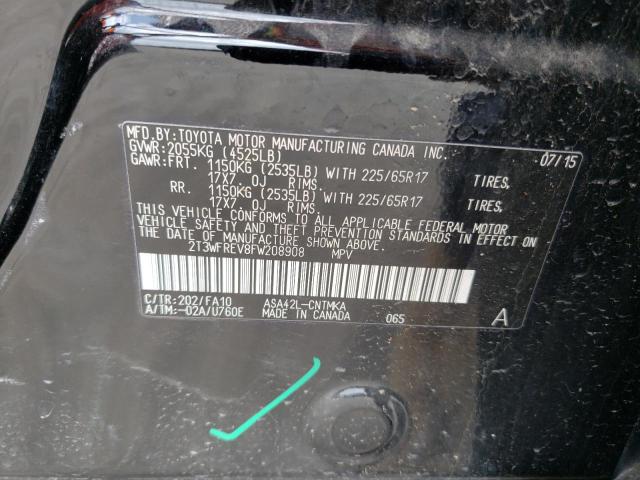 MFD.BY: TOYOTA MOTOR MANUFACTURING CANADA INC. 07/15
GVWR: 2055KG (4525LB)
GAWR: FRT. 1150KG (2535LB) WITH 225/65R17 TIRES,
17X7 OJ RIMS.
RR. 1150KG (2535LB) WITH 225/65R17 TIRES,
17X7 OJ RIMS.
THIS VEHICLE CONFORMS TO ALL APPLICABLE FEDERAL MOTOR
VEHICLE SAFETY AND THEFT PREVENTION STANDARDS IN EFFECT ON
THE DATE OF MANUFACTURE SHOWN ABOVE.
2T3WFREV8FW208908 MPV
C/TR: 202/FA10 ASA42L-CNTMKA
A/TM: -02A/U760E MADE IN CANADA 065 A